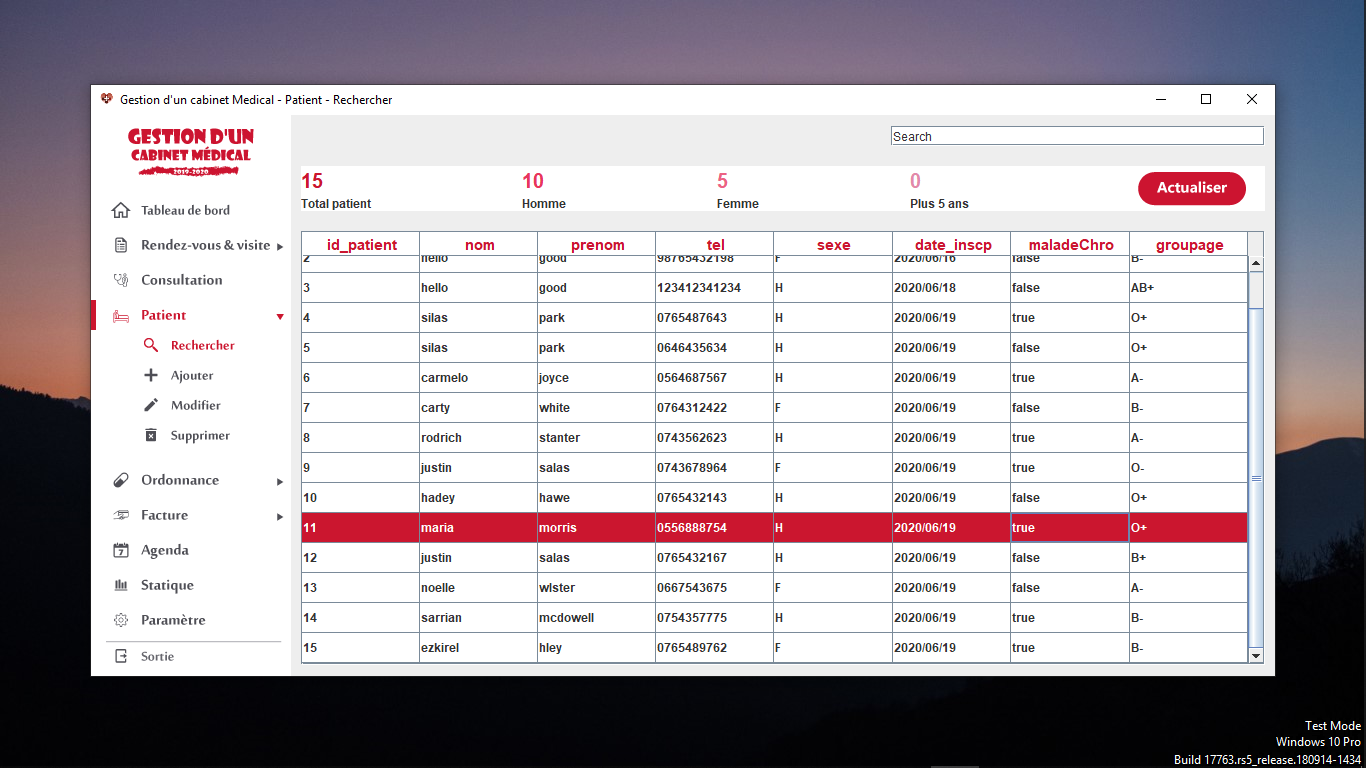 Gestion d'un cabinet Medical - Patient - Rechercher
GESTION D'UN
CABINET MÉDICAL
2019-2020
Search
15 10 5 0
Total patient Homme Femme Plus 5 ans
Actualiser
Tableau de bord
Rendez-vous & visite
Consultation
Patient
Rechercher
Ajouter
Modifier
Supprimer
Ordonnance
Facture
Agenda
Statique
Paramètre
Sortie
id_patient nom prenom tel sexe date_inscp maladeChro groupage
2 hello good 98765432198 F 2020/06/16 false B-
3 hello good 123412341234 H 2020/06/18 false AB+
4 silas park 0765487643 H 2020/06/19 true O+
5 silas park 0646435634 H 2020/06/19 false O+
6 carmelo joyce 0564687567 H 2020/06/19 true A-
7 carty white 0764312422 F 2020/06/19 false B-
8 rodrich stanter 0743562623 H 2020/06/19 true A-
9 justin salas 0743678964 F 2020/06/19 true O-
10 hadey hawe 0765432143 H 2020/06/19 false O+
11 maria morris 0556888754 H 2020/06/19 true O+
12 justin salas 0765432167 H 2020/06/19 false B+
13 noelle wlster 0667543675 F 2020/06/19 false A-
14 sarrian mcdowell 0754357775 H 2020/06/19 true B-
15 ezkirel hley 0765489762 F 2020/06/19 true B-
Test Mode
Windows 10 Pro
Build 17763.rs5_release.180914-1434